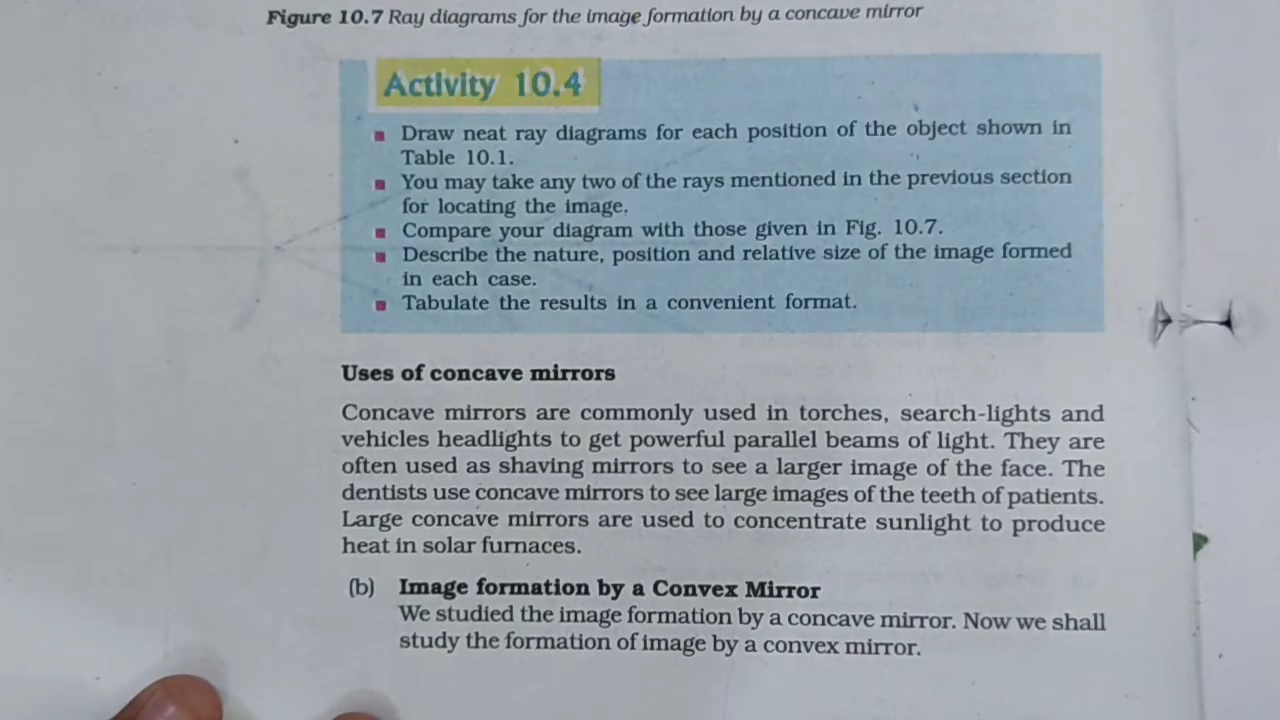 Figure 10.7 Ray diagrams for the image formation by a concave mirror
Activity 10.4
Draw neat ray diagrams for each position of the object shown in
Table 10.1.
You may take any two of the rays mentioned in the previous section
for locating the image.
Compare your diagram with those given in Fig. 10.7.
Describe the nature, position and relative size of the image formed
in each case.
Tabulate the results in a convenient format.
Uses of concave mirrors
Concave mirrors are commonly used in torches, search-lights and
vehicles headlights to get powerful parallel beams of light. They are
often used as shaving mirrors to see a larger image of the face. The
dentists use concave mirrors to see large images of the teeth of patients.
Large concave mirrors are used to concentrate sunlight to produce
heat in solar furnaces.
(b) Image formation by a Convex Mirror
We studied the image formation by a concave mirror. Now we shall
study the formation of image by a convex mirror.